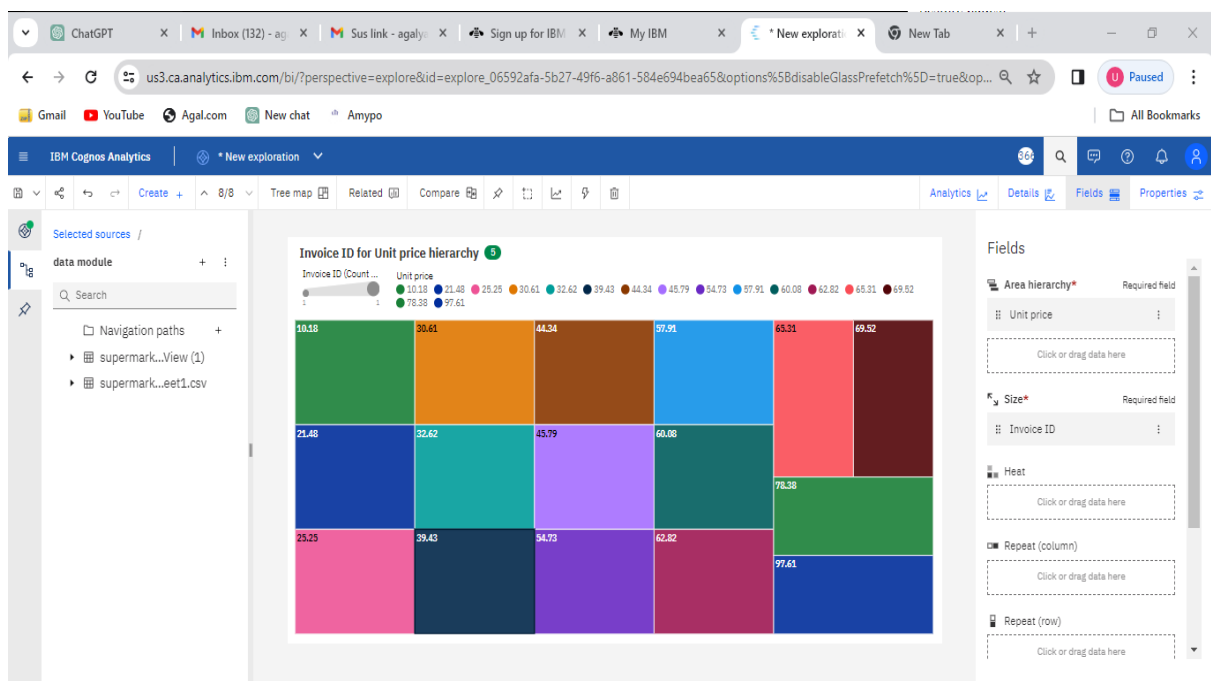 ChatGPT
Inbox (132) - ag
Sus link - agalya
Sign up for IBM
My IBM
* New exploratio
New Tab
us3.ca.analytics.ibm.com/bi/?perspective=explore&id=explore_06592afa-5b27-49f6-a861-584e694bea65&options%5BdisableGlassPrefetch%5D=true&op...
U Paused
Gmail YouTube Agal.com New chat Amypo All Bookmarks
IBM Cognos Analytics * New exploration
Create + 8/8 Tree map Related Compare Analytics Details Fields Properties
Selected sources /
data module
Search
Navigation paths
supermark...View (1)
supermark...eet1.csv
Invoice ID for Unit price hierarchy 5
Invoice ID (Count ...
1 1
Unit price
10.18 21.48 25.25 30.61 32.62 39.43 44.34 45.79 54.73 57.91 60.08 62.82 65.31 69.52
78.38 97.61
10.18 30.61 44.34 57.91 65.31 69.52
21.48 32.62 45.79 60.08
78.38
25.25 39.43 54.73 62.82
97.61
Fields
Area hierarchy* Required field
Unit price
Click or drag data here
Size* Required field
Invoice ID
Heat
Click or drag data here
Repeat (column)
Click or drag data here
Repeat (row)
Click or drag data here